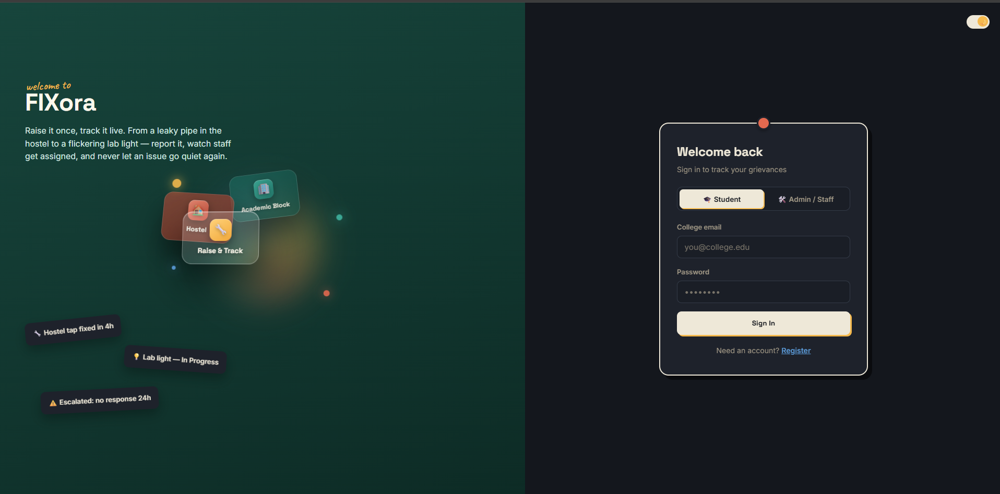 welcome to
FIXora
Raise it once, track it live. From a leaky pipe in the
hostel to a flickering lab light — report it, watch staff
get assigned, and never let an issue go quiet again.
Academic Block
Hostel
Raise & Track
Hostel tap fixed in 4h
Lab light — In Progress
Escalated: no response 24h
Welcome back
Sign in to track your grievances
Student
Admin / Staff
College email
you@college.edu
Password
Sign In
Need an account? Register